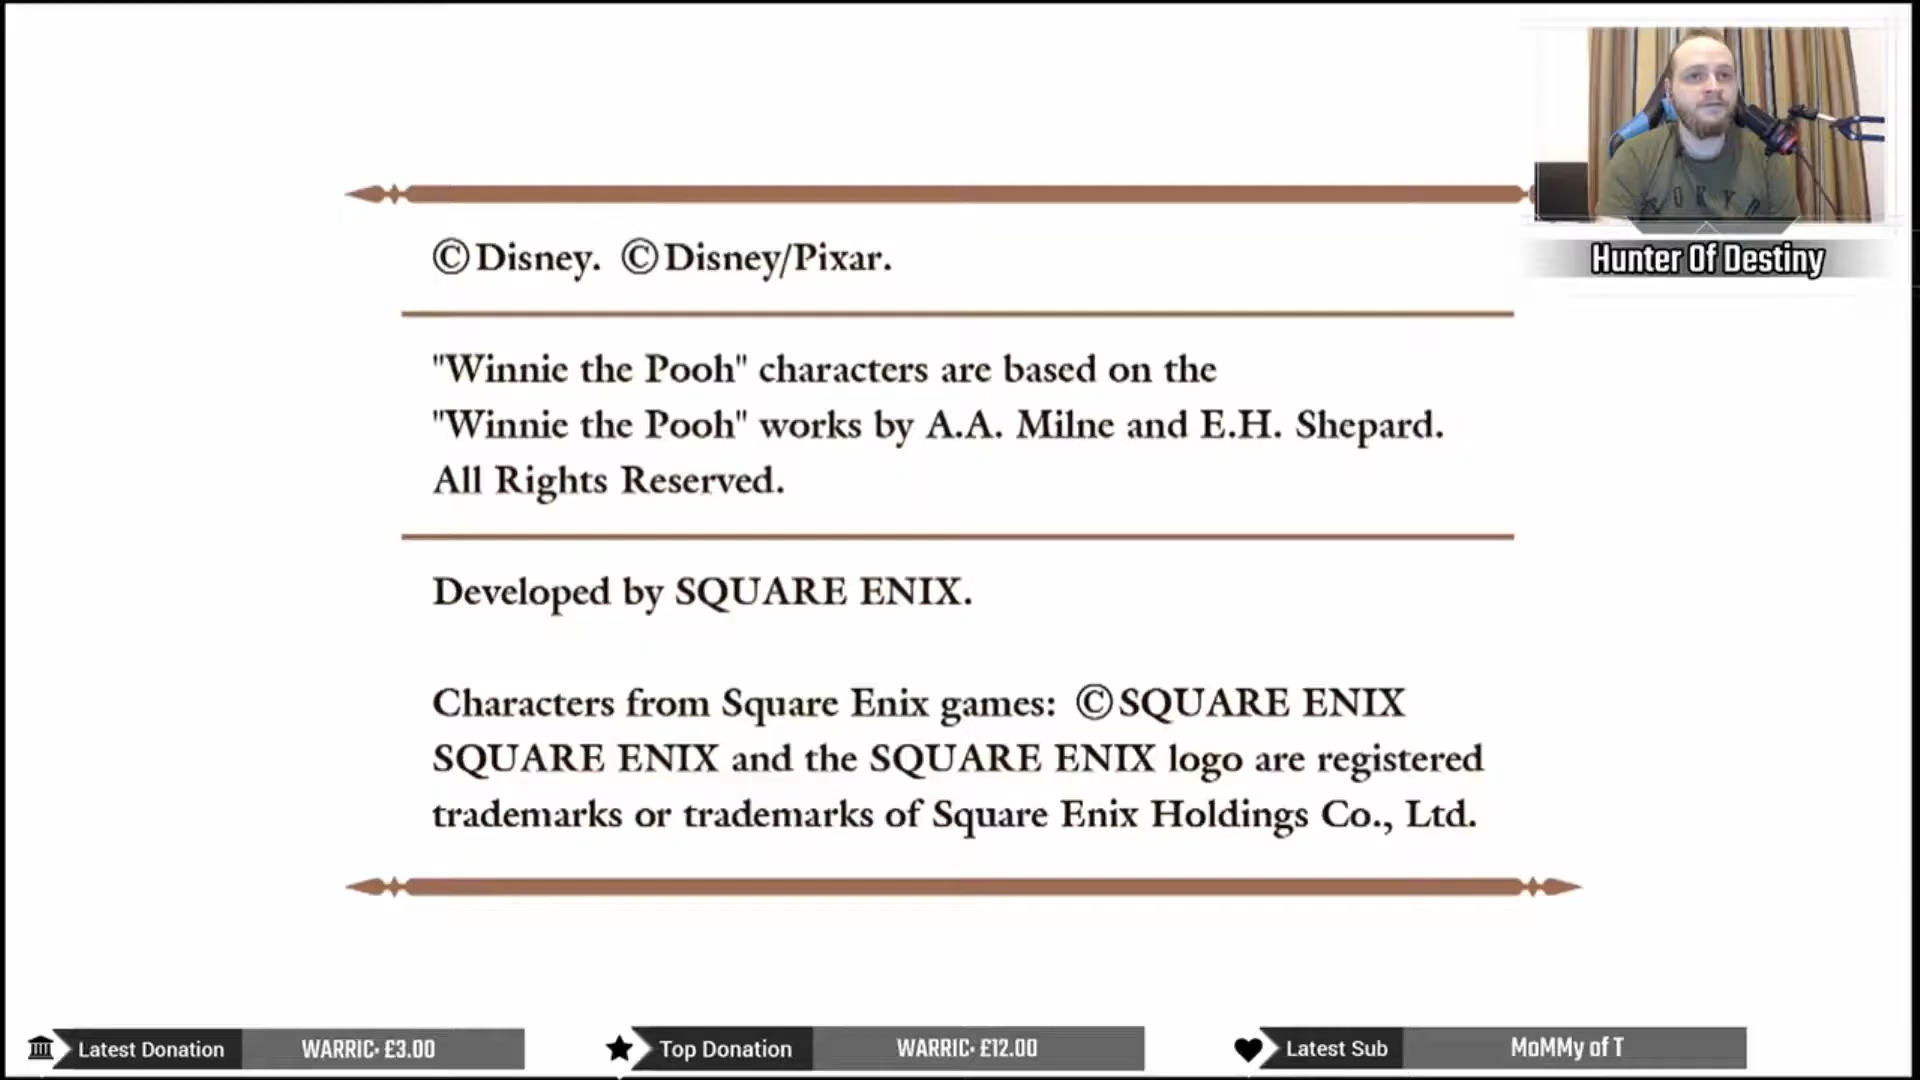 ©Disney. ©Disney/Pixar.
"Winnie the Pooh" characters are based on the
"Winnie the Pooh" works by A.A. Milne and E.H. Shepard.
All Rights Reserved.
Developed by SQUARE ENIX.
Characters from Square Enix games: ©SQUARE ENIX
SQUARE ENIX and the SQUARE ENIX logo are registered
trademarks or trademarks of Square Enix Holdings Co., Ltd.
OKYO
Hunter Of Destiny
Latest Donation WARRIC: £3.00
Top Donation WARRIC: £12.00
Latest Sub MoMMy of T